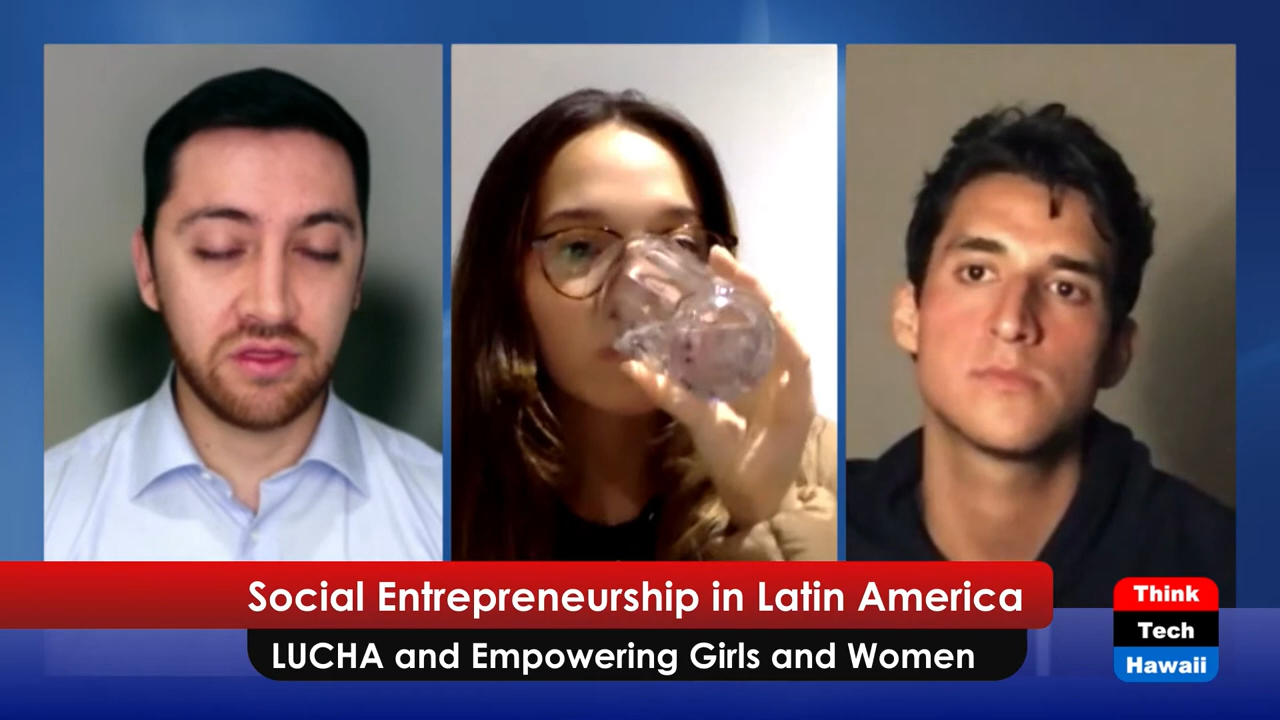 Social Entrepreneurship in Latin America
LUCHA and Empowering Girls and Women
Think
Tech
Hawaii